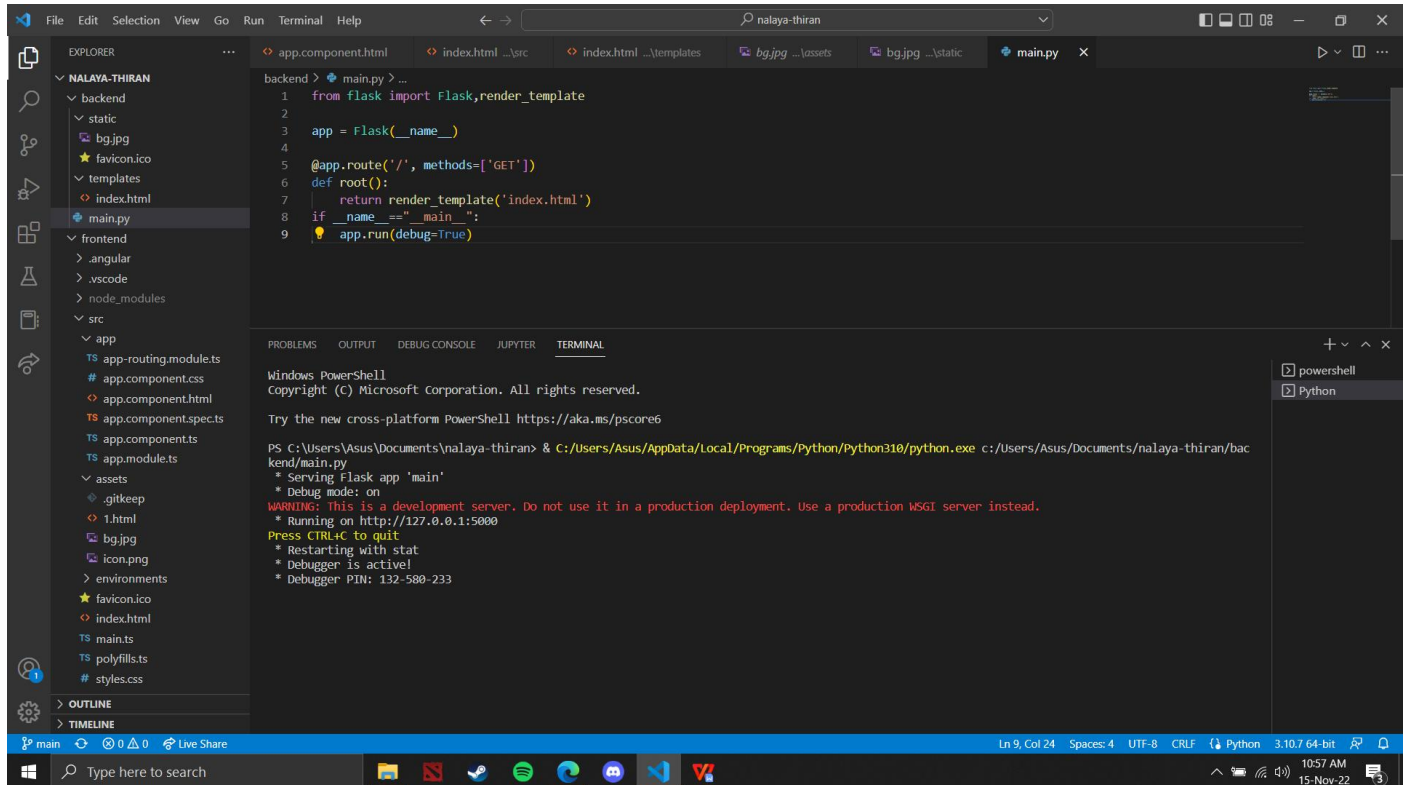 File Edit Selection View Go Run Terminal Help
nalaya-thiran
EXPLORER
app.component.html
index.html ...\src
index.html ...\templates
bg.jpg ...\assets
bg.jpg ...\static
main.py
NALAYA-THIRAN
backend
static
bg.jpg
favicon.ico
templates
index.html
main.py
frontend
.angular
.vscode
node_modules
src
app
TS app-routing.module.ts
# app.component.css
app.component.html
TS app.component.spec.ts
TS app.component.ts
TS app.module.ts
assets
.gitkeep
1.html
bg.jpg
icon.png
environments
favicon.ico
index.html
TS main.ts
TS polyfills.ts
# styles.css
OUTLINE
TIMELINE
backend > main.py > ...
1 from flask import Flask,render_template
2
3 app = Flask(__name__)
4
5 @app.route('/', methods=['GET'])
6 def root():
7 return render_template('index.html')
8 if __name__=="__main__":
9 app.run(debug=True)
PROBLEMS OUTPUT DEBUG CONSOLE JUPYTER TERMINAL
powershell
Python
Windows PowerShell
Copyright (C) Microsoft Corporation. All rights reserved.
Try the new cross-platform PowerShell https://aka.ms/pscore6
PS C:\Users\Asus\Documents\nalaya-thiran> & C:/Users/Asus/AppData/Local/Programs/Python/Python310/python.exe c:/Users/Asus/Documents/nalaya-thiran/bac
kend/main.py
* Serving Flask app 'main'
* Debug mode: on
WARNING: This is a development server. Do not use it in a production deployment. Use a production WSGI server instead.
* Running on http://127.0.0.1:5000
Press CTRL+C to quit
* Restarting with stat
* Debugger is active!
* Debugger PIN: 132-580-233
main 0 0 Live Share
Ln 9, Col 24 Spaces: 4 UTF-8 CRLF Python 3.10.7 64-bit
Type here to search
10:57 AM
15-Nov-22